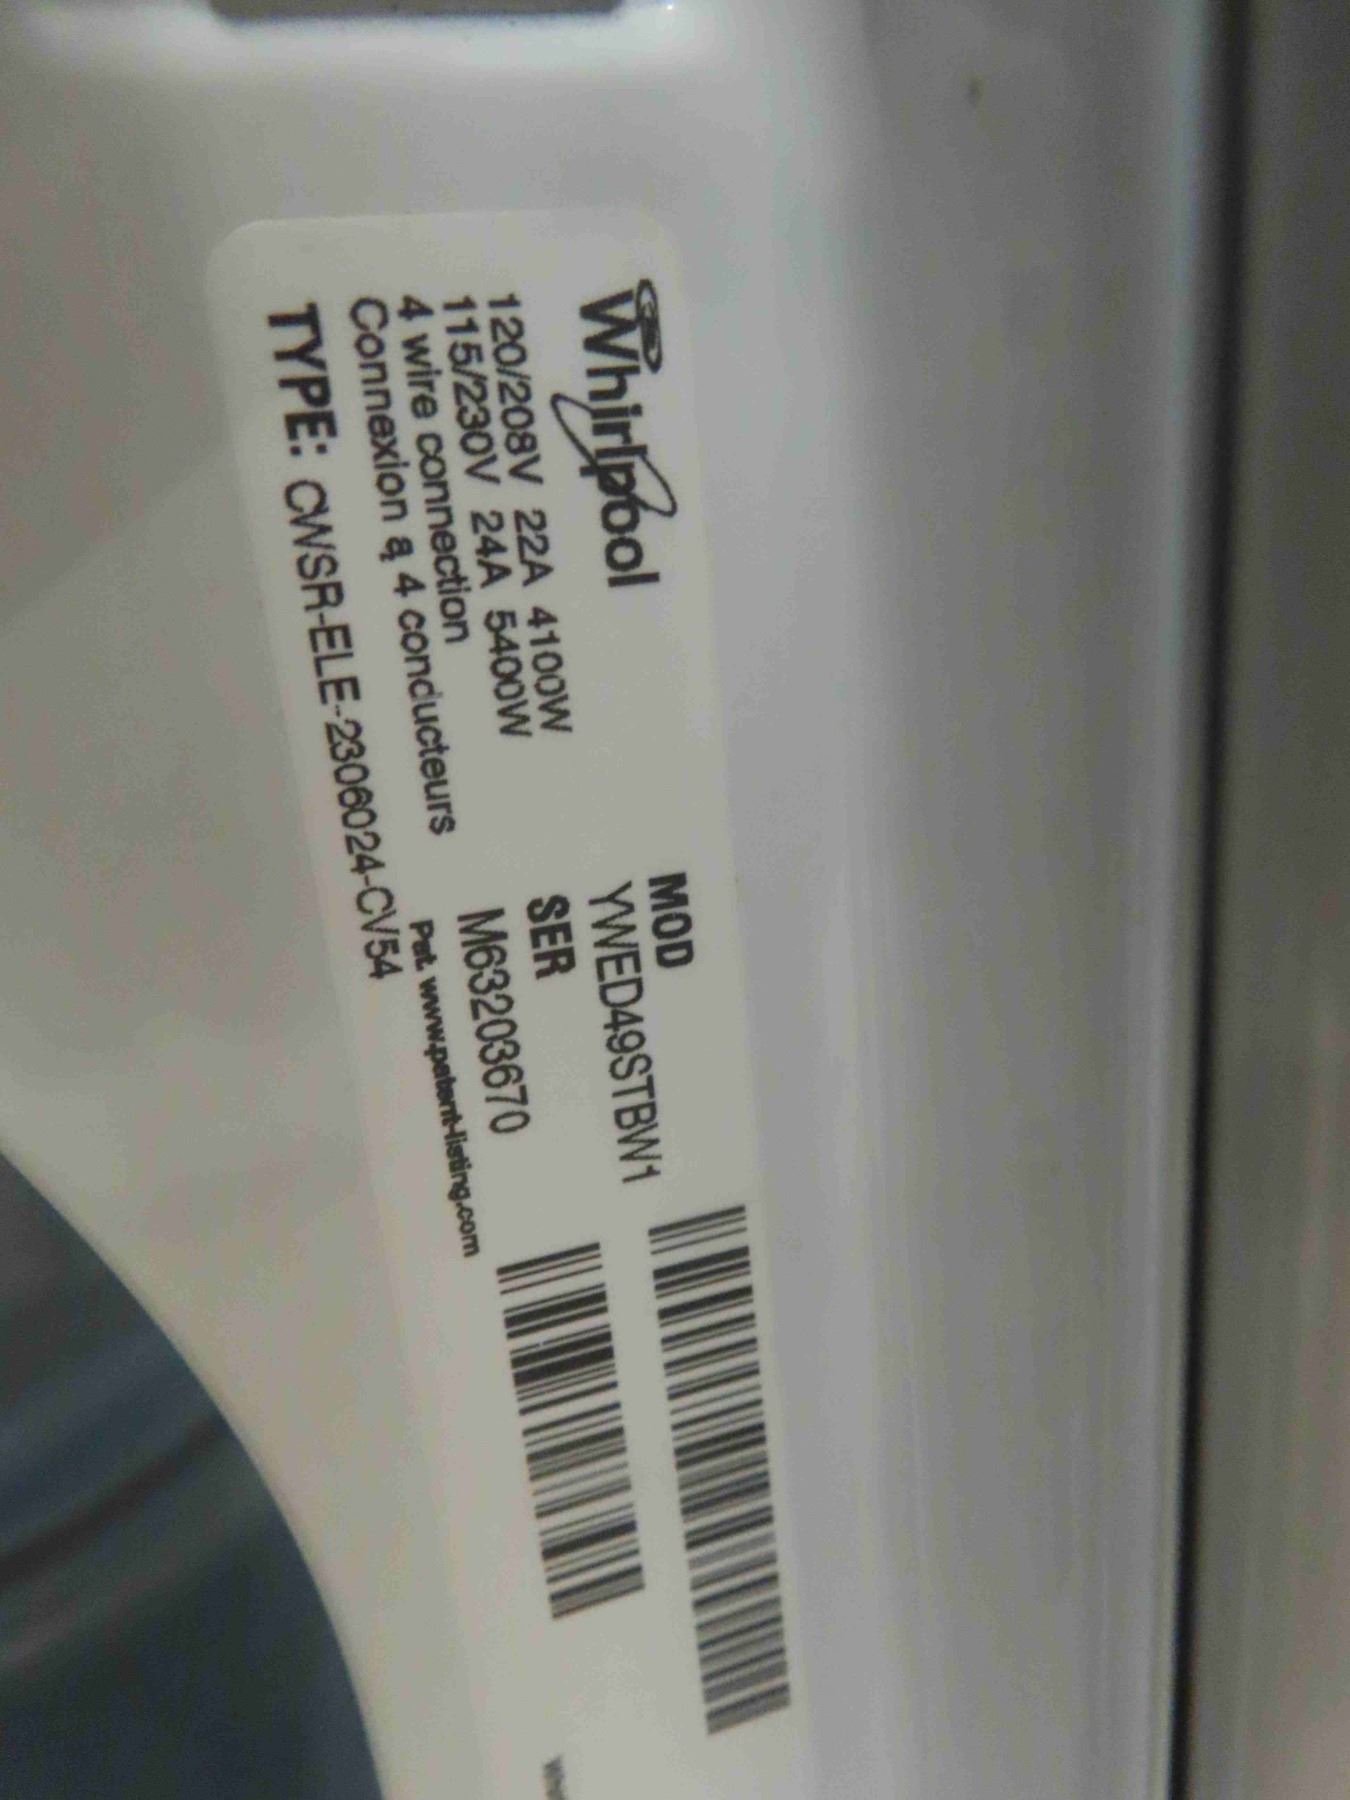 Whirlpool
120/208V 22A 4100W
115/230V 24A 5400W
4 wire connection
Connexion ą 4 conducteurs
TYPE: CWSR-ELE-2306024-CV54
MOD
YWED49STBW1
SER
M63203670
Pat. www.patent-listing.com